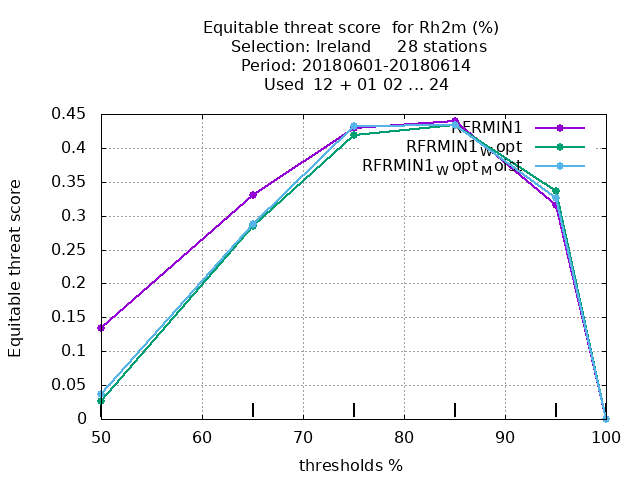 Equitable threat score for Rh2m (%)
Selection: Ireland 28 stations
Period: 20180601-20180614
Used 12 + 01 02 ... 24
Equitable threat score
0.45
0.4
0.35
0.3
0.25
0.2
0.15
0.1
0.05
0
RFRMIN1
RFRMIN1Wopt
RFRMIN1WoptMoist
50 60 70 80 90 100
thresholds %